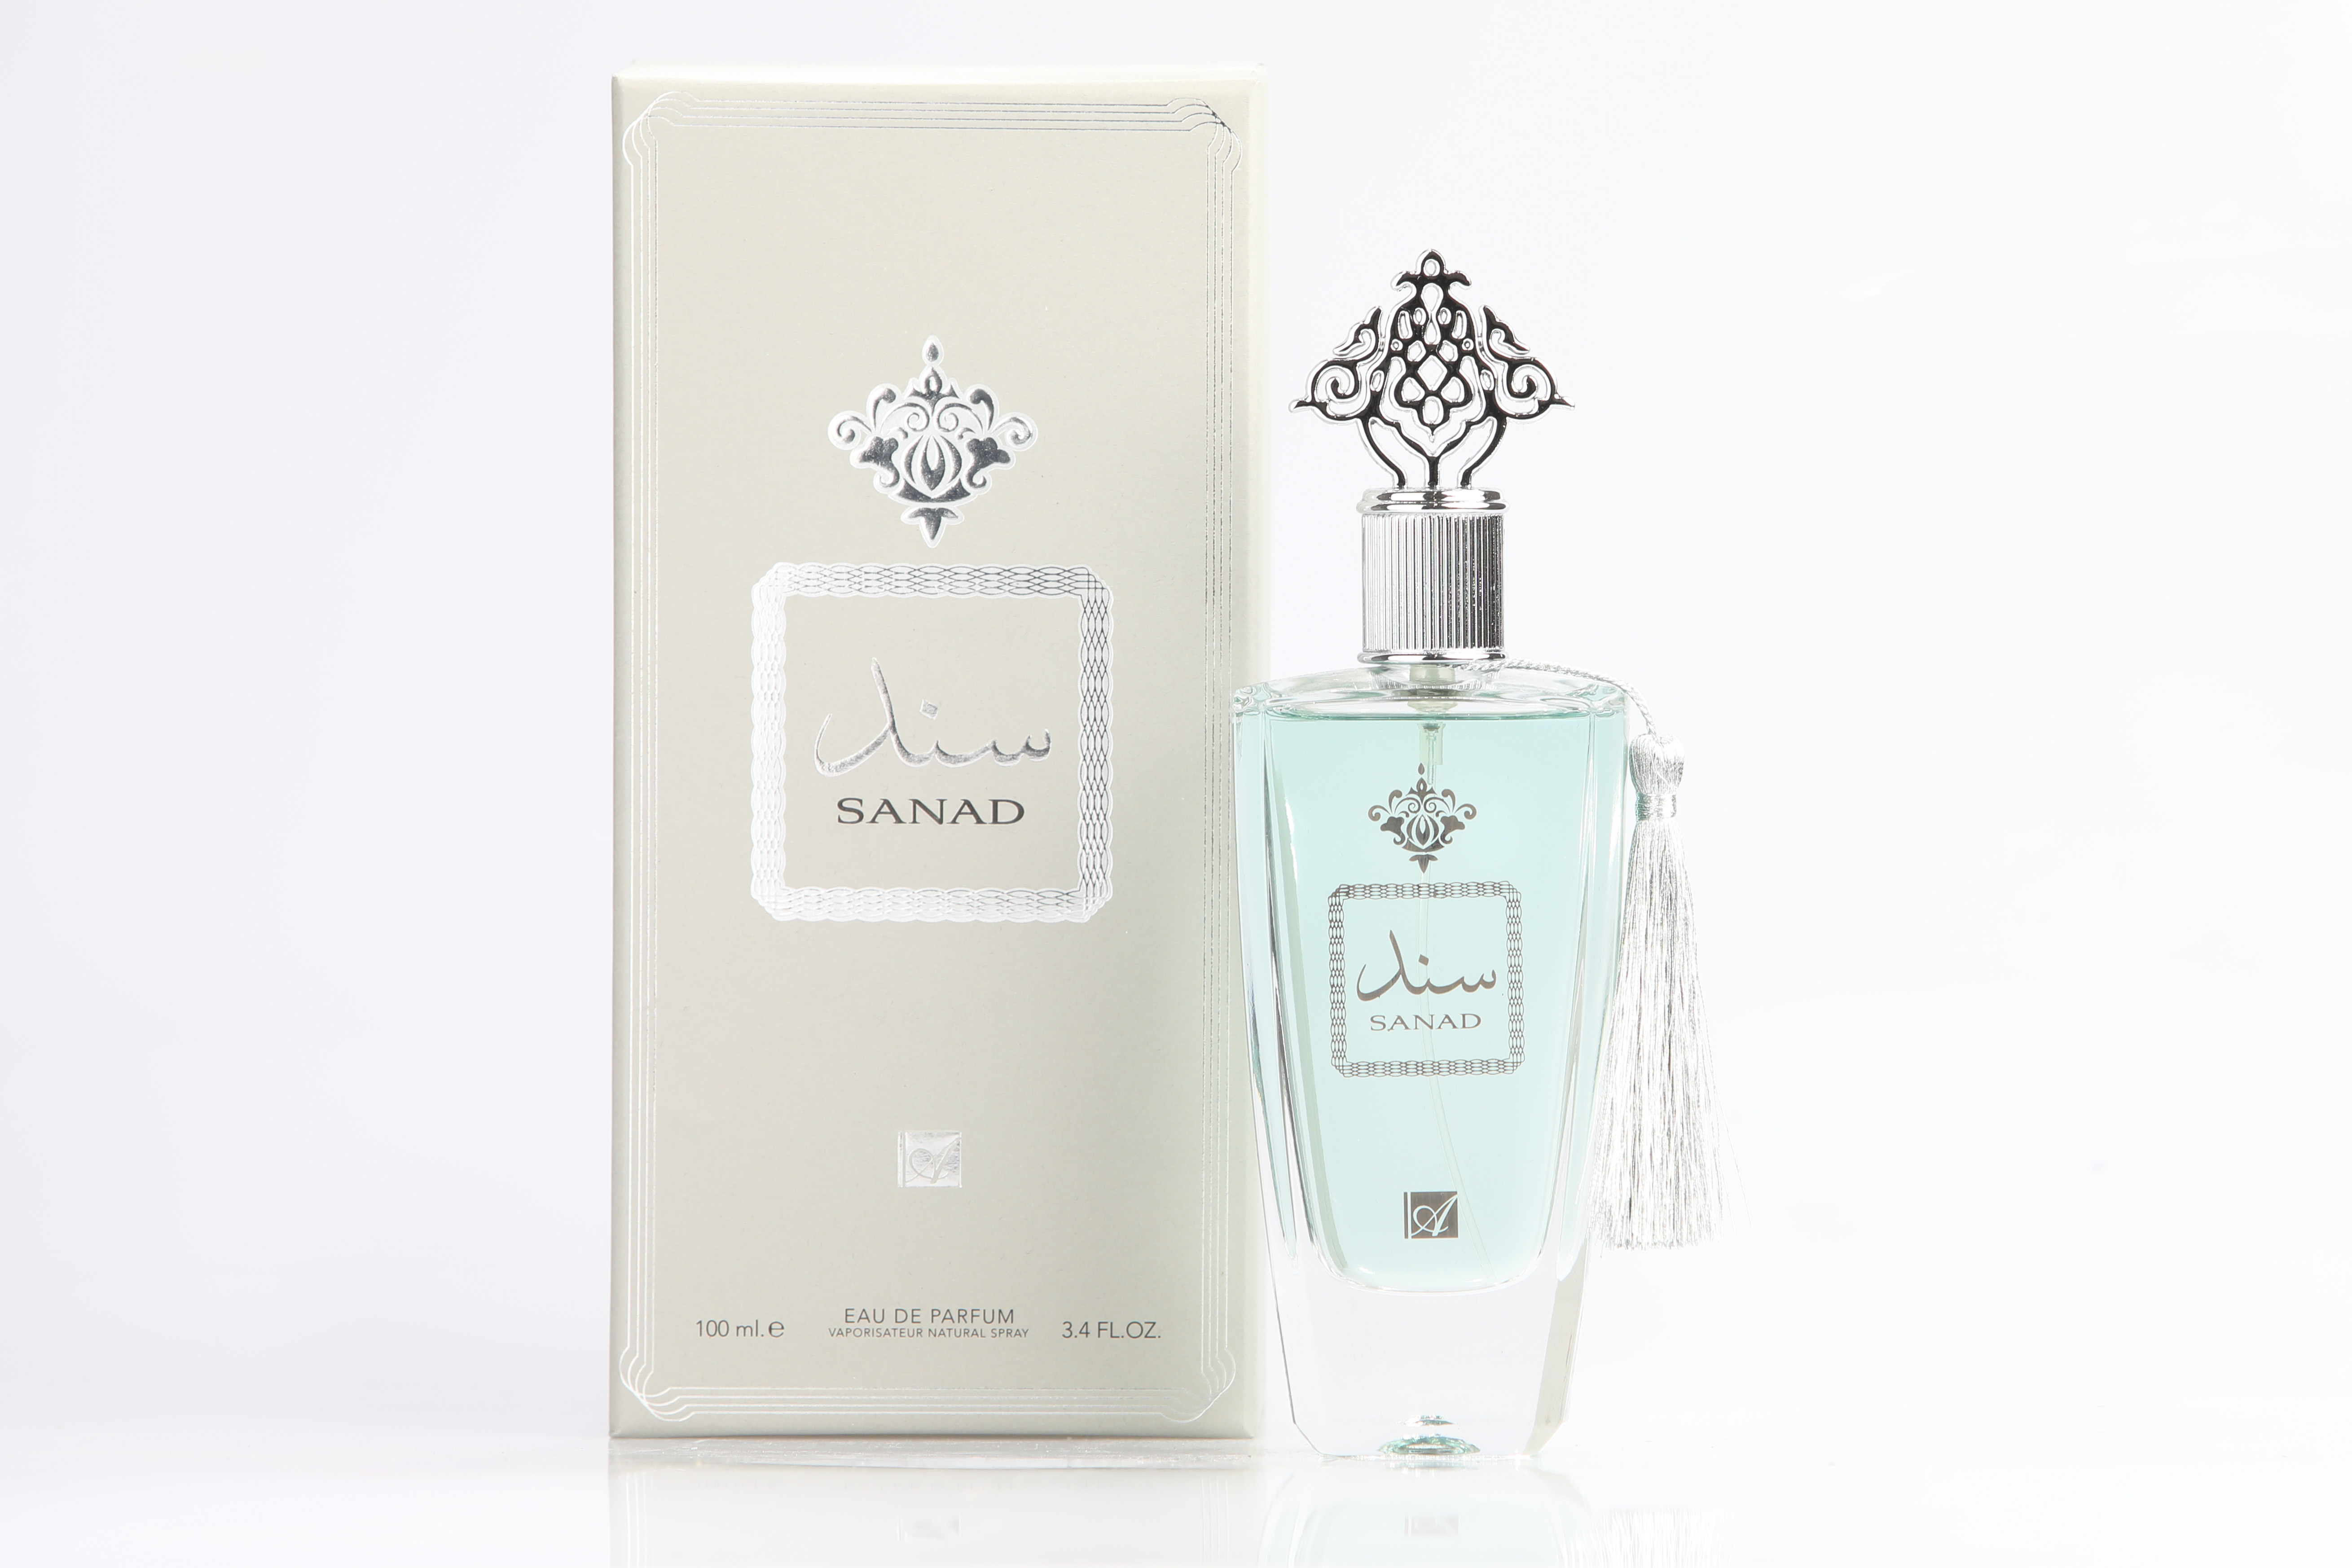 سند
SANAD
A
100 ml. e
EAU DE PARFUM
VAPORISATEUR NATURAL SPRAY
3.4 FL.OZ.
سند
SANAD
A